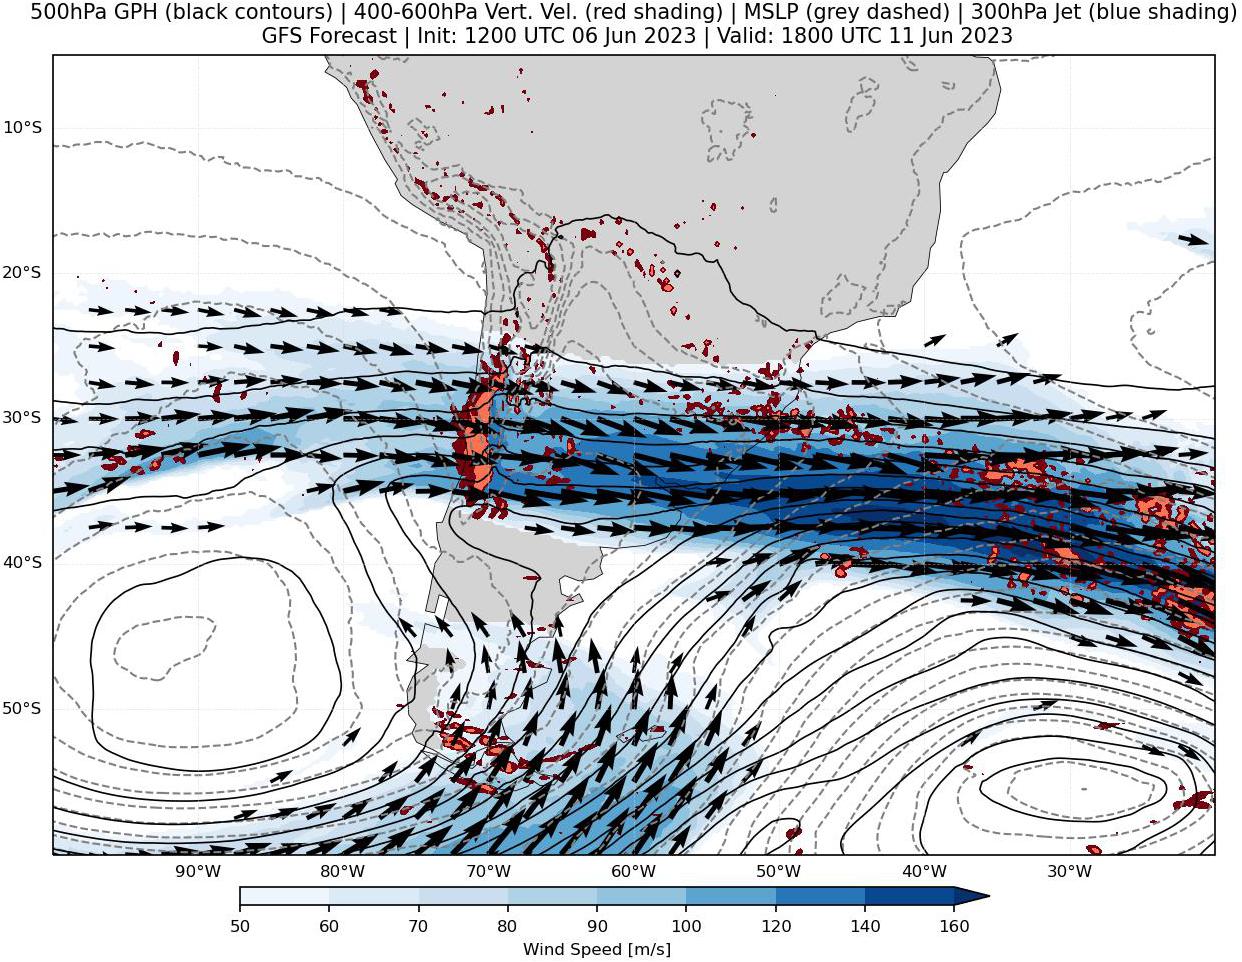 500hPa GPH (black contours) | 400-600hPa Vert. Vel. (red shading) | MSLP (grey dashed) | 300hPa Jet (blue shading)
GFS Forecast | Init: 1200 UTC 06 Jun 2023 | Valid: 1800 UTC 11 Jun 2023
10°S
20°S
30°S
40°S
50°S
90°W 80°W 70°W 60°W 50°W 40°W 30°W
50 60 70 80 90 100 120 140 160
Wind Speed [m/s]